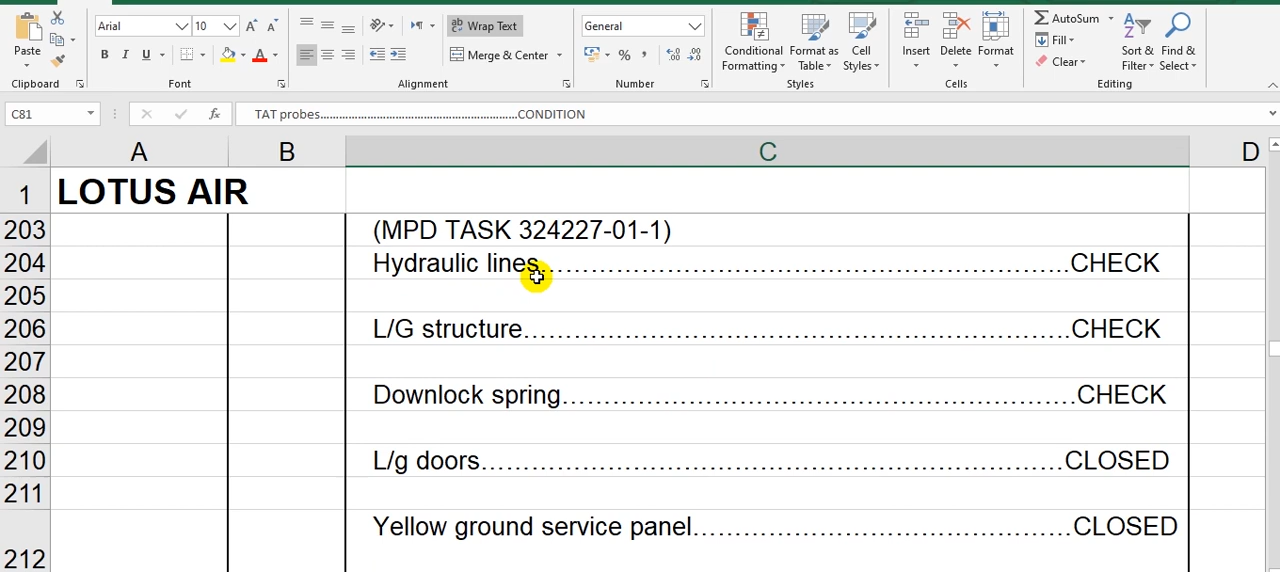 Arial
10
Wrap Text
General
AutoSum
Paste
B I U
Merge & Center
Conditional Formatting
Format as Table
Cell Styles
Insert
Delete
Format
Fill
Clear
Sort & Filter
Find & Select
Clipboard
Font
Alignment
Number
Styles
Cells
Editing
C81
fx
TAT probes............................................................CONDITION
A B C D
1 LOTUS AIR
203 (MPD TASK 324227-01-1)
204 Hydraulic lines............................................................CHECK
205
206 L/G structure............................................................CHECK
207
208 Downlock spring............................................................CHECK
209
210 L/g doors............................................................CLOSED
211
212 Yellow ground service panel............................................CLOSED